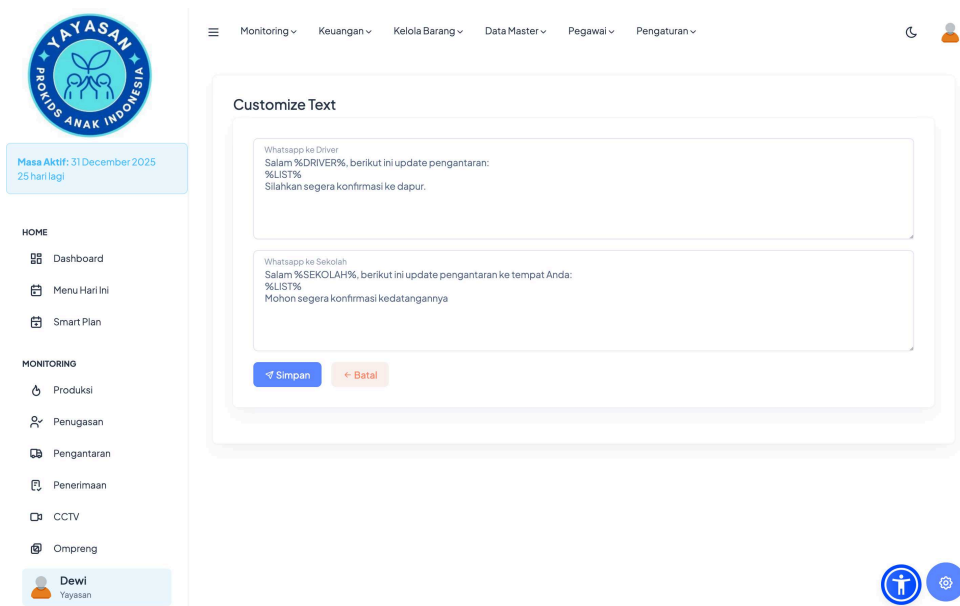 YAYASAN
PROKIDS ANAK INDONESIA
Masa Aktif: 31 December 2025
25 hari lagi
HOME
Dashboard
Menu Hari Ini
Smart Plan
MONITORING
Produksi
Penugasan
Pengantaran
Penerimaan
CCTV
Ompreng
Dewi
Yayasan
Monitoring
Keuangan
Kelola Barang
Data Master
Pegawai
Pengaturan
Customize Text
Whatsapp ke Driver
Salam %DRIVER%, berikut ini update pengantaran:
%LIST%
Silahkan segera konfirmasi ke dapur.
Whatsapp ke Sekolah
Salam %SEKOLAH%, berikut ini update pengantaran ke tempat Anda:
%LIST%
Mohon segera konfirmasi kedatangannya
Simpan
Batal